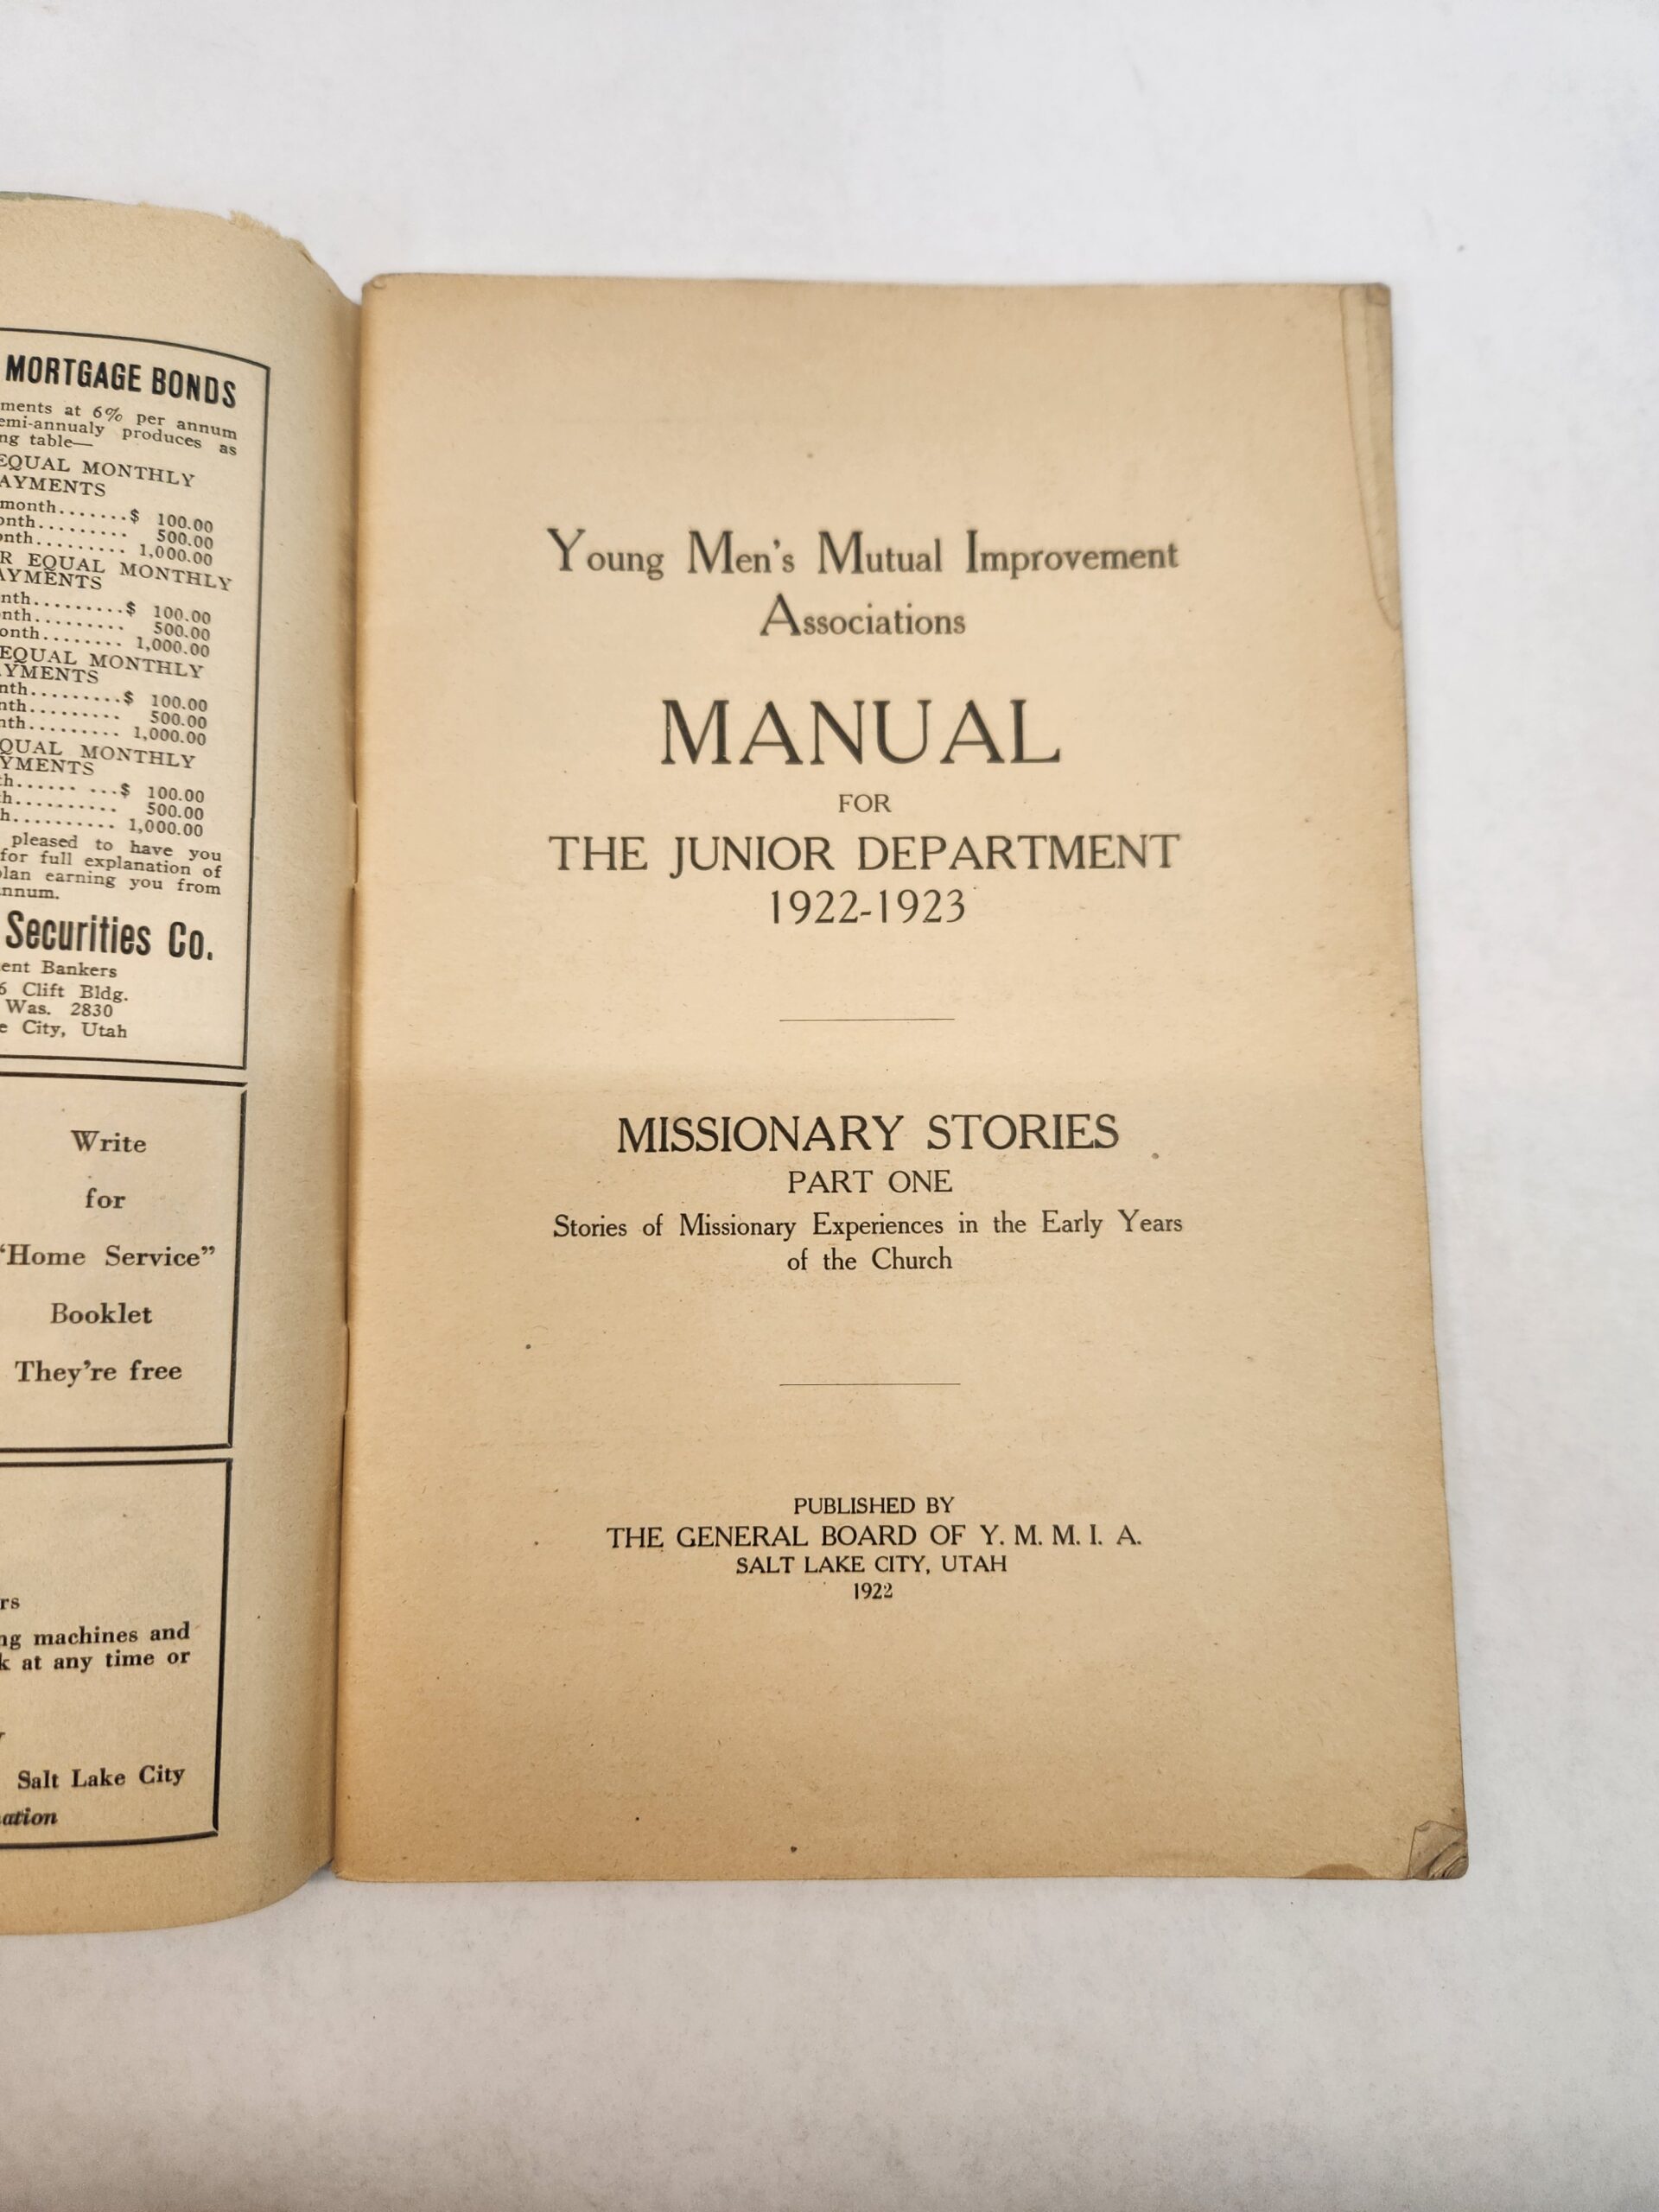 MORTGAGE BONDS
ments at 6% per annum
emi-annualy produces as
ng table—
EQUAL MONTHLY
AYMENTS
month.......$ 100.00
onth......... 500.00
onth......... 1,000.00
R EQUAL MONTHLY
AYMENTS
nth.........$ 100.00
onth......... 500.00
onth........ 1,000.00
EQUAL MONTHLY
YMENTS
nth.........$ 100.00
nth......... 500.00
nth......... 1,000.00
QUAL MONTHLY
YMENTS
th...... ...$ 100.00
h.......... 500.00
h.......... 1,000.00
pleased to have you
for full explanation of
plan earning you from
nnum.
Securities Co.
ent Bankers
6 Clift Bldg.
Was. 2830
e City, Utah
Write
for
"Home Service"
Booklet
They're free
rs
ng machines and
k at any time or
Salt Lake City
ation
Young Men's Mutual Improvement
Associations
MANUAL
FOR
THE JUNIOR DEPARTMENT
1922-1923
MISSIONARY STORIES
PART ONE
Stories of Missionary Experiences in the Early Years
of the Church
PUBLISHED BY
THE GENERAL BOARD OF Y. M. M. I. A.
SALT LAKE CITY, UTAH
1922